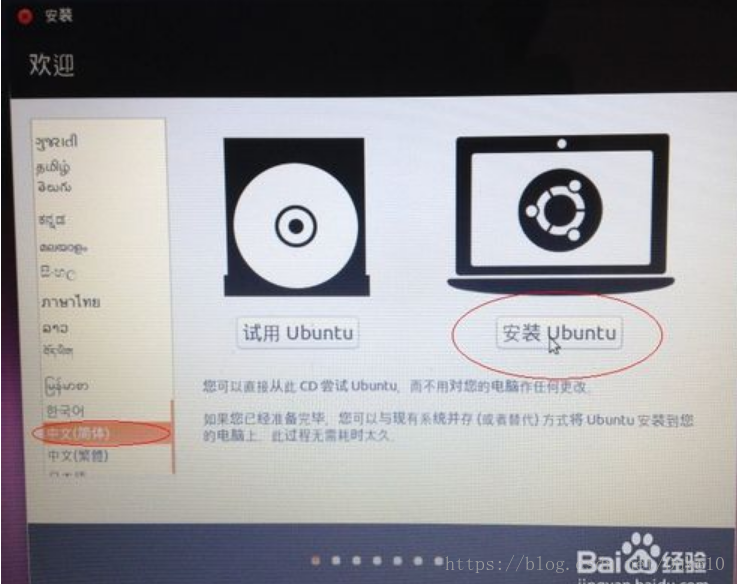 安装
欢迎
ગુજરાતી
தமிழ்
తెలుగు
ಕನ್ನಡ
മലയാളം
සිංහල
ภาษาไทย
ລາວ
မြန်မာစာ
한국어
中文(简体)
中文(繁體)
日本語
试用 Ubuntu
安装 Ubuntu
您可以直接从此 CD 尝试 Ubuntu，而不用对您的电脑作任何更改。
如果您已经准备完毕，您可以与现有系统并存(或者替代)方式将 Ubuntu 安装到您
的电脑上。此过程无需耗时太久。
https://blog.
Bai du 经验
jingyan.baidu.com